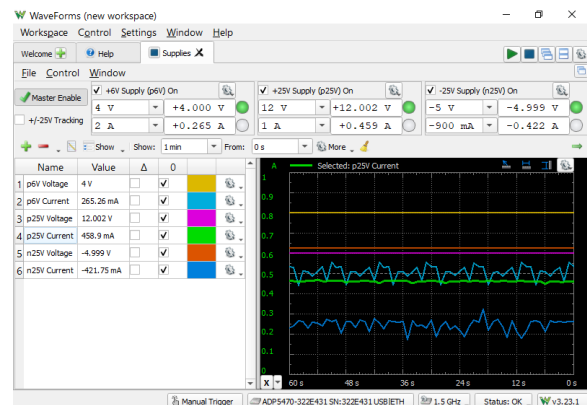 WaveForms (new workspace)
Workspace Control Settings Window Help
Welcome Help Supplies
File Control Window
Master Enable
+6V Supply (p6V) On
+25V Supply (p25V) On
-25V Supply (n25V) On
4 V +4.000 V 12 V +12.002 V -5 V -4.999 V
+/-25V Tracking
2 A +0.265 A 1 A +0.459 A -900 mA -0.422 A
Show Show: 1 min From: 0 s More
Name Value Δ 0
1 p6V Voltage 4 V
2 p6V Current 265.26 mA
3 p25V Voltage 12.002 V
4 p25V Current 458.9 mA
5 n25V Voltage -4.999 V
6 n25V Current -421.75 mA
A Selected: p25V Current
1
0.9
0.8
0.7
0.6
0.5
0.4
0.3
0.2
0.1
0
X 60 s 48 s 36 s 24 s 12 s 0 s
Manual Trigger ADP5470-322E431 SN:322E431 USB|ETH 1.5 GHz Status: OK v3.23.1